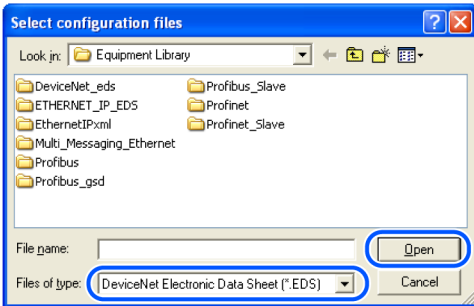 Select configuration files
Look in: Equipment Library
DeviceNet_eds
ETHERNET_IP_EDS
EthernetIPxml
Multi_Messaging_Ethernet
Profibus
Profibus_gsd
Profibus_Slave
Profinet
Profinet_Slave
File name:
Open
Files of type: DeviceNet Electronic Data Sheet (*.EDS)
Cancel